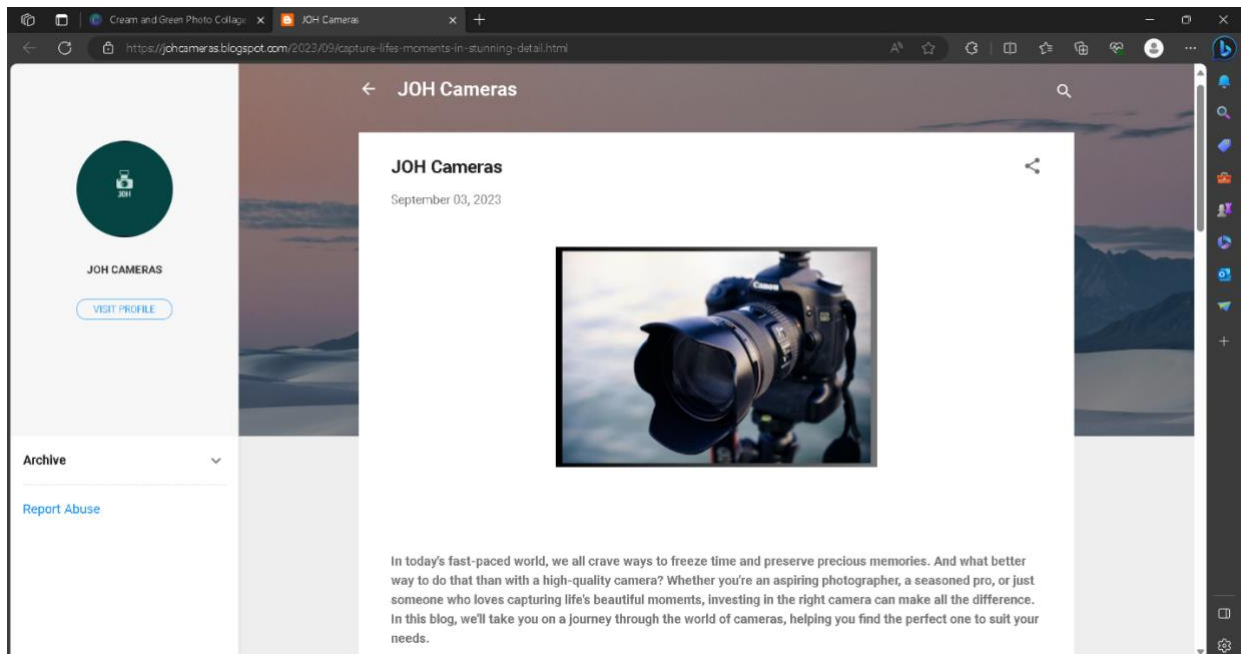 Cream and Green Photo Collage
JOH Cameras
https://johcameras.blogspot.com/2023/09/capture-lifes-moments-in-stunning-detail.html
JOH Cameras
JOH
JOH CAMERAS
VISIT PROFILE
Archive
Report Abuse
JOH Cameras
September 03, 2023
Canon
In today's fast-paced world, we all crave ways to freeze time and preserve precious memories. And what better
way to do that than with a high-quality camera? Whether you're an aspiring photographer, a seasoned pro, or just
someone who loves capturing life's beautiful moments, investing in the right camera can make all the difference.
In this blog, we'll take you on a journey through the world of cameras, helping you find the perfect one to suit your
needs.